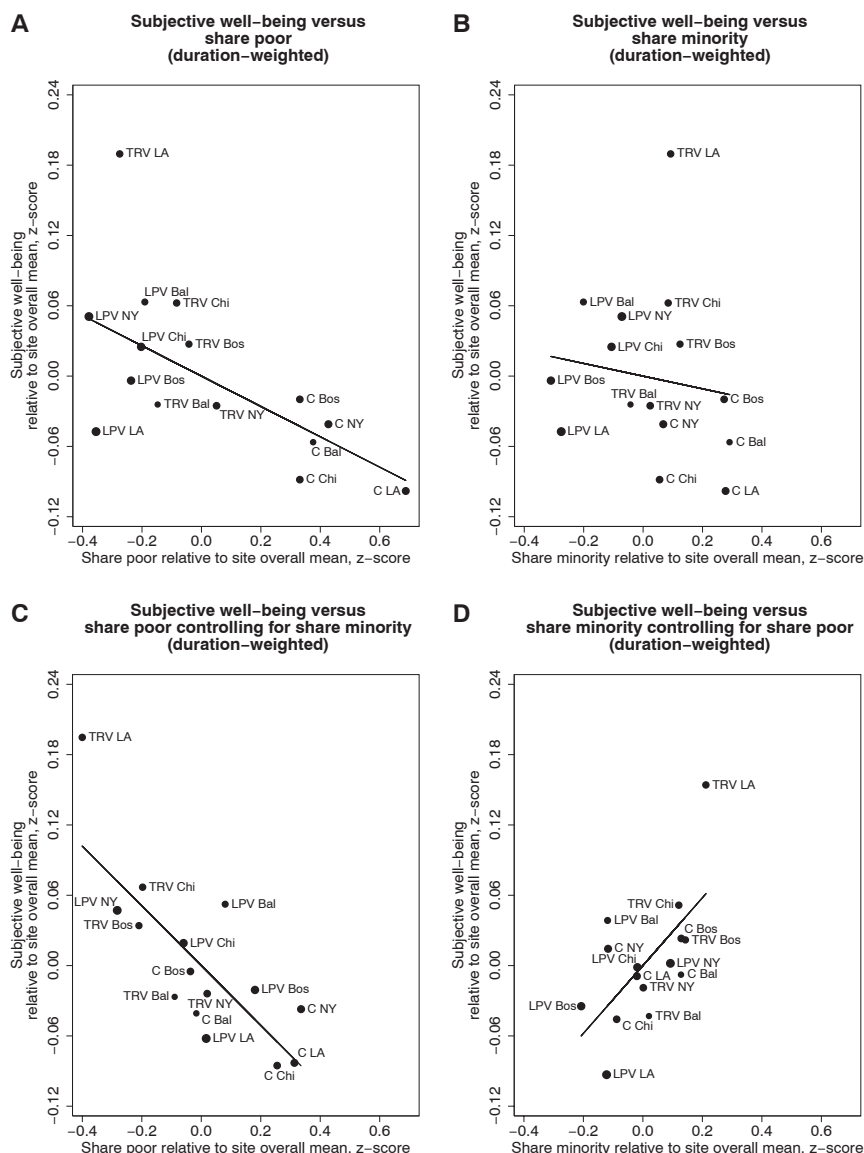 A
Subjective well−being versus
share poor
(duration−weighted)
Subjective well−being
relative to site overall mean, z−score
0.24
0.18
0.12
0.06
0.00
−0.06
−0.12
TRV LA
LPV Bal
TRV Chi
LPV NY
LPV Chi
TRV Bos
LPV Bos
TRV Bal
TRV NY
C Bos
LPV LA
C NY
C Bal
C Chi
C LA
−0.4 −0.2 0.0 0.2 0.4 0.6
Share poor relative to site overall mean, z−score
B
Subjective well−being versus
share minority
(duration−weighted)
Subjective well−being
relative to site overall mean, z−score
0.24
0.18
0.12
0.06
0.00
−0.06
−0.12
TRV LA
LPV Bal
TRV Chi
LPV NY
LPV Chi
TRV Bos
LPV Bos
TRV Bal
TRV NY
C Bos
LPV LA
C NY
C Bal
C Chi
C LA
−0.4 −0.2 0.0 0.2 0.4 0.6
Share minority relative to site overall mean, z−score
C
Subjective well−being versus
share poor controlling for share minority
(duration−weighted)
Subjective well−being
relative to site overall mean, z−score
0.24
0.18
0.12
0.06
0.00
−0.06
−0.12
TRV LA
TRV Chi
LPV NY
LPV Bal
TRV Bos
LPV Chi
C Bos
LPV Bos
TRV Bal
TRV NY
C NY
C Bal
LPV LA
C LA
C Chi
−0.4 −0.2 0.0 0.2 0.4 0.6
Share poor relative to site overall mean, z−score
D
Subjective well−being versus
share minority controlling for share poor
(duration−weighted)
Subjective well−being
relative to site overall mean, z−score
0.24
0.18
0.12
0.06
0.00
−0.06
−0.12
TRV LA
TRV Chi
LPV Bal
C Bos
TRV Bos
C NY
LPV Chi
LPV NY
C LA
C Bal
TRV NY
LPV Bos
TRV Bal
C Chi
LPV LA
−0.4 −0.2 0.0 0.2 0.4 0.6
Share minority relative to site overall mean, z−score